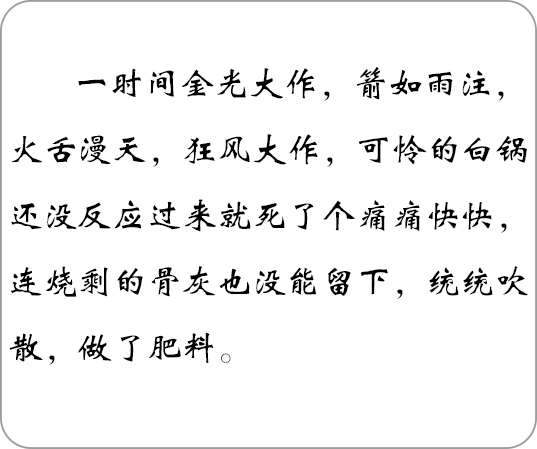 一时间金光大作，箭如雨注，
火舌漫天，狂风大作，可怜的白锅
还没反应过来就死了个痛痛快快，
连烧剩的骨灰也没能留下，统统吹
散，做了肥料。